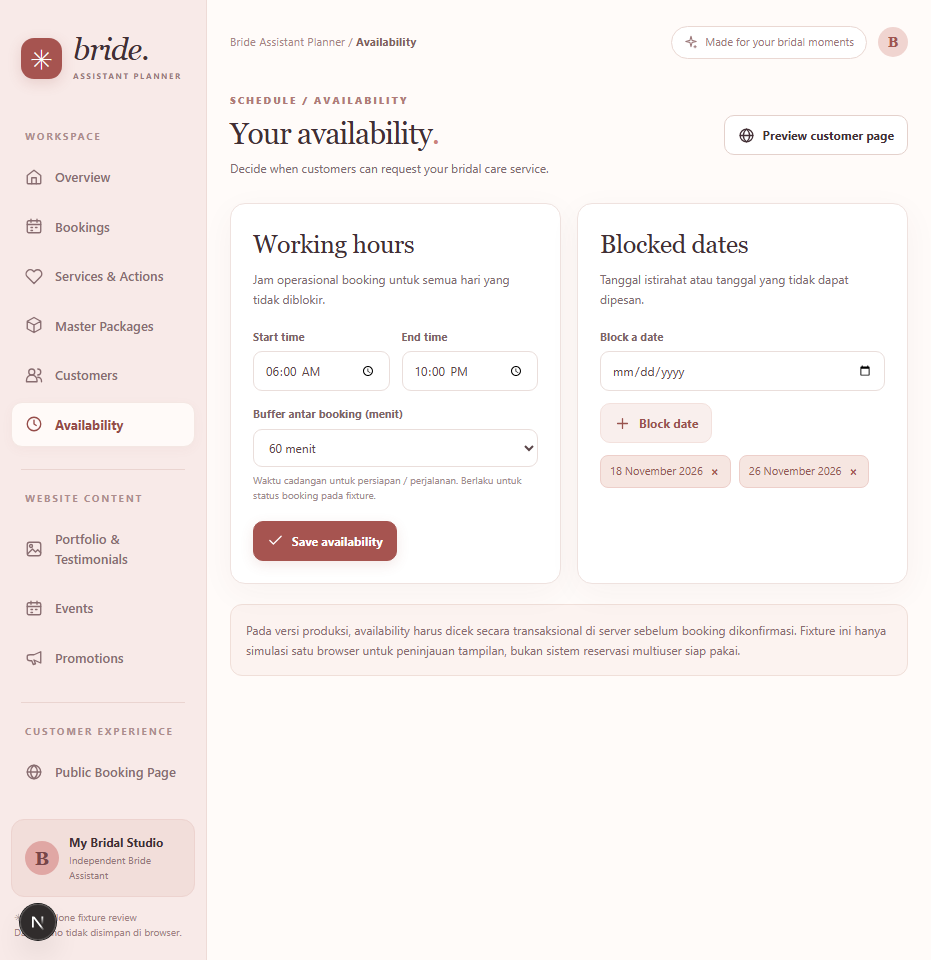 bride.
ASSISTANT PLANNER
WORKSPACE
Overview
Bookings
Services & Actions
Master Packages
Customers
Availability
WEBSITE CONTENT
Portfolio &
Testimonials
Events
Promotions
CUSTOMER EXPERIENCE
Public Booking Page
B
My Bridal Studio
Independent Bride
Assistant
N
fixture review
tidak disimpan di browser.
Bride Assistant Planner / Availability
Made for your bridal moments
B
SCHEDULE / AVAILABILITY
Your availability.
Decide when customers can request your bridal care service.
Preview customer page
Working hours
Jam operasional booking untuk semua hari yang
tidak diblokir.
Start time End time
06:00 AM 10:00 PM
Buffer antar booking (menit)
60 menit
Waktu cadangan untuk persiapan / perjalanan. Berlaku untuk
status booking pada fixture.
Save availability
Blocked dates
Tanggal istirahat atau tanggal yang tidak dapat
dipesan.
Block a date
mm/dd/yyyy
+ Block date
18 November 2026 × 26 November 2026 ×
Pada versi produksi, availability harus dicek secara transaksional di server sebelum booking dikonfirmasi. Fixture ini hanya
simulasi satu browser untuk peninjauan tampilan, bukan sistem reservasi multiuser siap pakai.